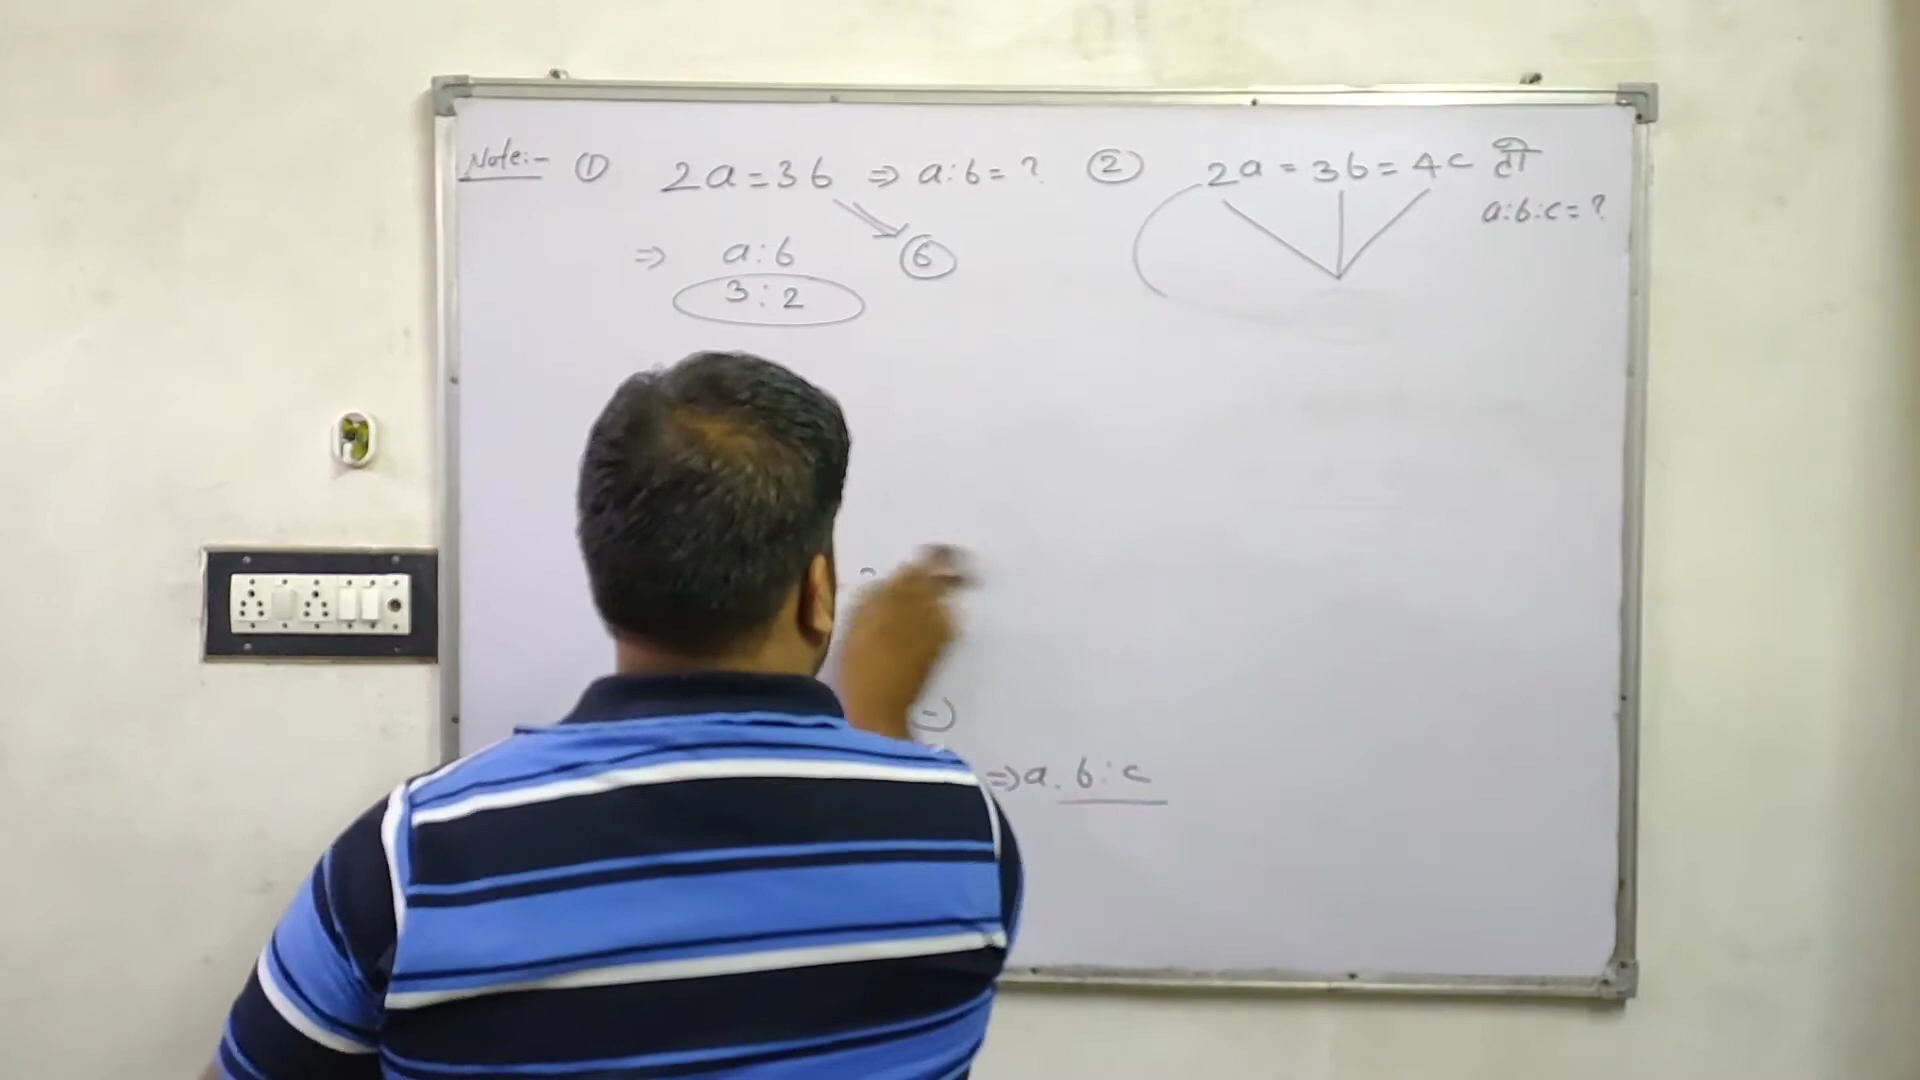 Note:- ① 2a = 3b ⇒ a:b = ?
⇒ a:b
⑥
3:2
② 2a = 3b = 4c तो
a:b:c = ?
⇒ a. b:c